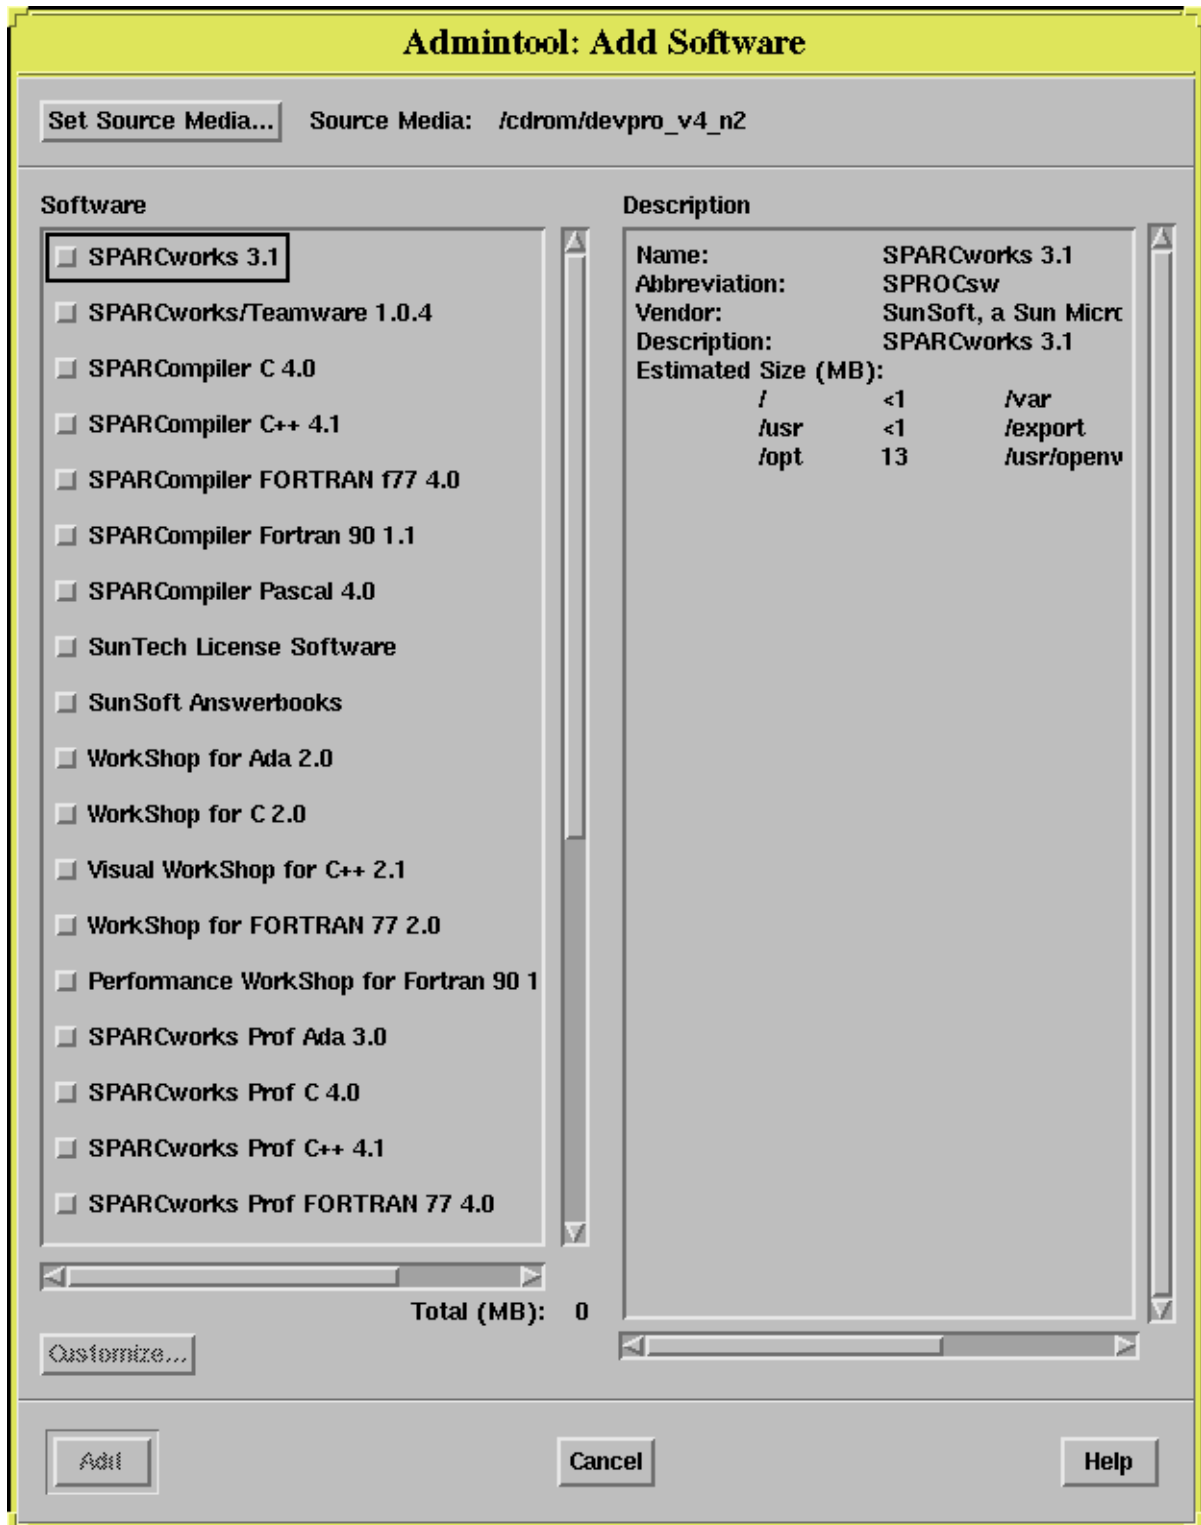 Admintool: Add Software
Set Source Media... Source Media: /cdrom/devpro_v4_n2
Software
SPARCworks 3.1
SPARCworks/Teamware 1.0.4
SPARCompiler C 4.0
SPARCompiler C++ 4.1
SPARCompiler FORTRAN f77 4.0
SPARCompiler Fortran 90 1.1
SPARCompiler Pascal 4.0
SunTech License Software
SunSoft Answerbooks
WorkShop for Ada 2.0
WorkShop for C 2.0
Visual WorkShop for C++ 2.1
WorkShop for FORTRAN 77 2.0
Performance WorkShop for Fortran 90 1
SPARCworks Prof Ada 3.0
SPARCworks Prof C 4.0
SPARCworks Prof C++ 4.1
SPARCworks Prof FORTRAN 77 4.0
Total (MB): 0
Customize...
Description
Name: SPARCworks 3.1
Abbreviation: SPROCsw
Vendor: SunSoft, a Sun Micro
Description: SPARCworks 3.1
Estimated Size (MB):
/ <1 /var
/usr <1 /export
/opt 13 /usr/openw
Add Cancel Help